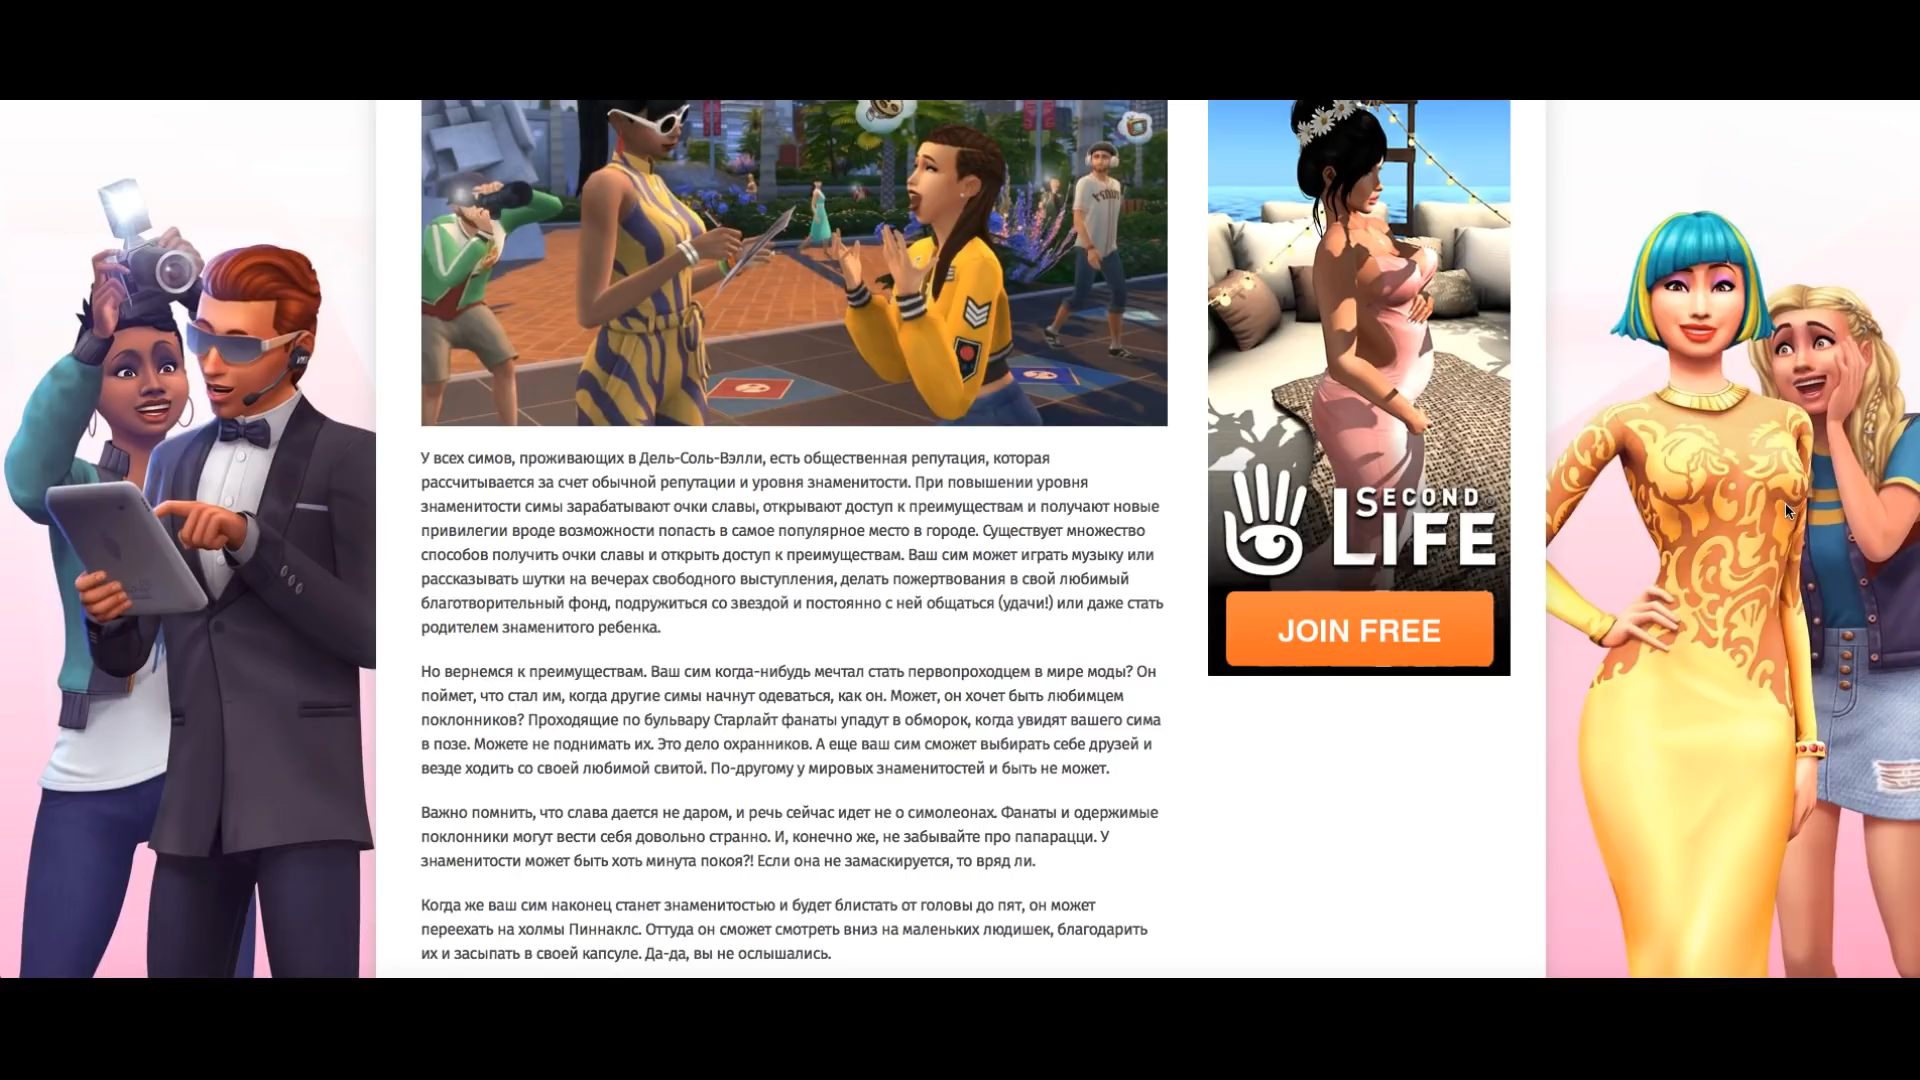 У всех симов, проживающих в Дель-Соль-Вэлли, есть общественная репутация, которая
рассчитывается за счет обычной репутации и уровня знаменитости. При повышении уровня
знаменитости симы зарабатывают очки славы, открывают доступ к преимуществам и получают новые
привилегии вроде возможности попасть в самое популярное место в городе. Существует множество
способов получить очки славы и открыть доступ к преимуществам. Ваш сим может играть музыку или
рассказывать шутки на вечерах свободного выступления, делать пожертвования в свой любимый
благотворительный фонд, подружиться со звездой и постоянно с ней общаться (удачи!) или даже стать
родителем знаменитого ребенка.
Но вернемся к преимуществам. Ваш сим когда-нибудь мечтал стать первопроходцем в мире моды? Он
поймет, что стал им, когда другие симы начнут одеваться, как он. Может, он хочет быть любимцем
поклонников? Проходящие по бульвару Старлайт фанаты упадут в обморок, когда увидят вашего сима
в позе. Можете не поднимать их. Это дело охранников. А еще ваш сим сможет выбирать себе друзей и
везде ходить со своей любимой свитой. По-другому у мировых знаменитостей и быть не может.
Важно помнить, что слава дается не даром, и речь сейчас идет не о симолеонах. Фанаты и одержимые
поклонники могут вести себя довольно странно. И, конечно же, не забывайте про папарацци. У
знаменитости может быть хоть минута покоя?! Если она не замаскируется, то вряд ли.
Когда же ваш сим наконец станет знаменитостью и будет блистать от головы до пят, он может
переехать на холмы Пиннаклс. Оттуда он сможет смотреть вниз на маленьких людишек, благодарить
их и засыпать в своей капсуле. Да-да, вы не ослышались.
SECOND
LIFE
JOIN FREE